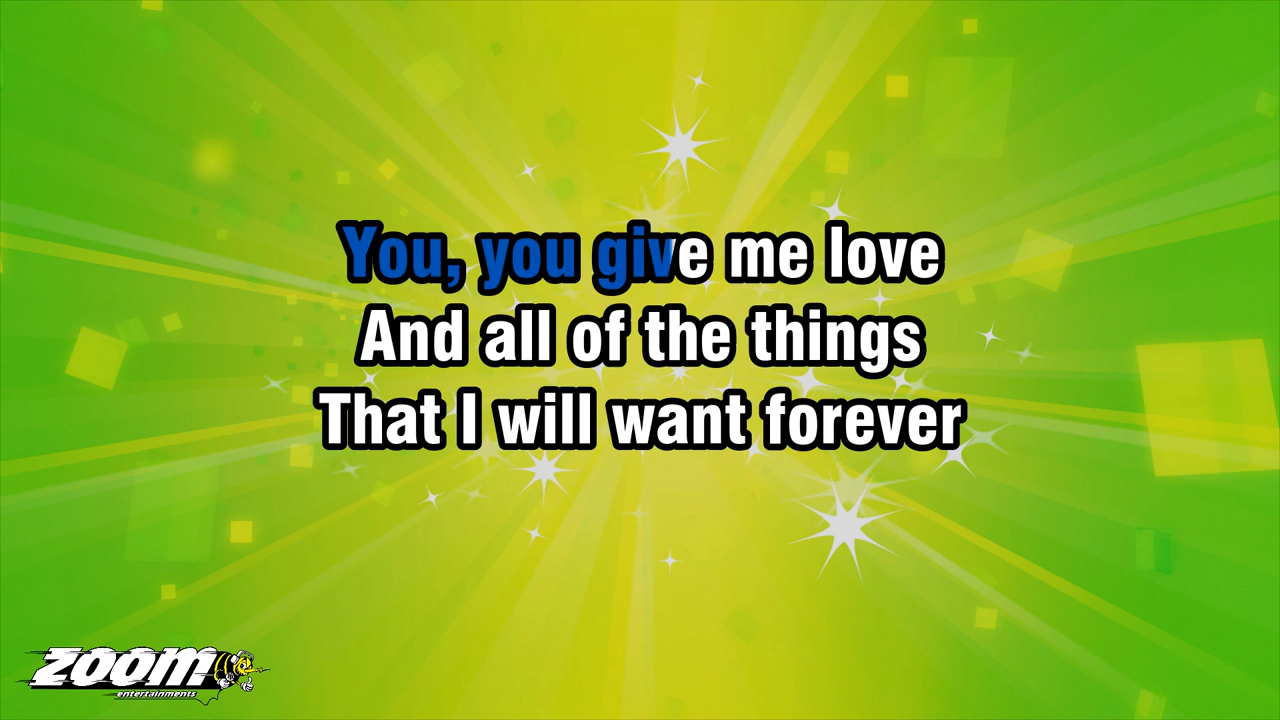 You, you give me love
And all of the things
That I will want forever
ZOOM
entertainments